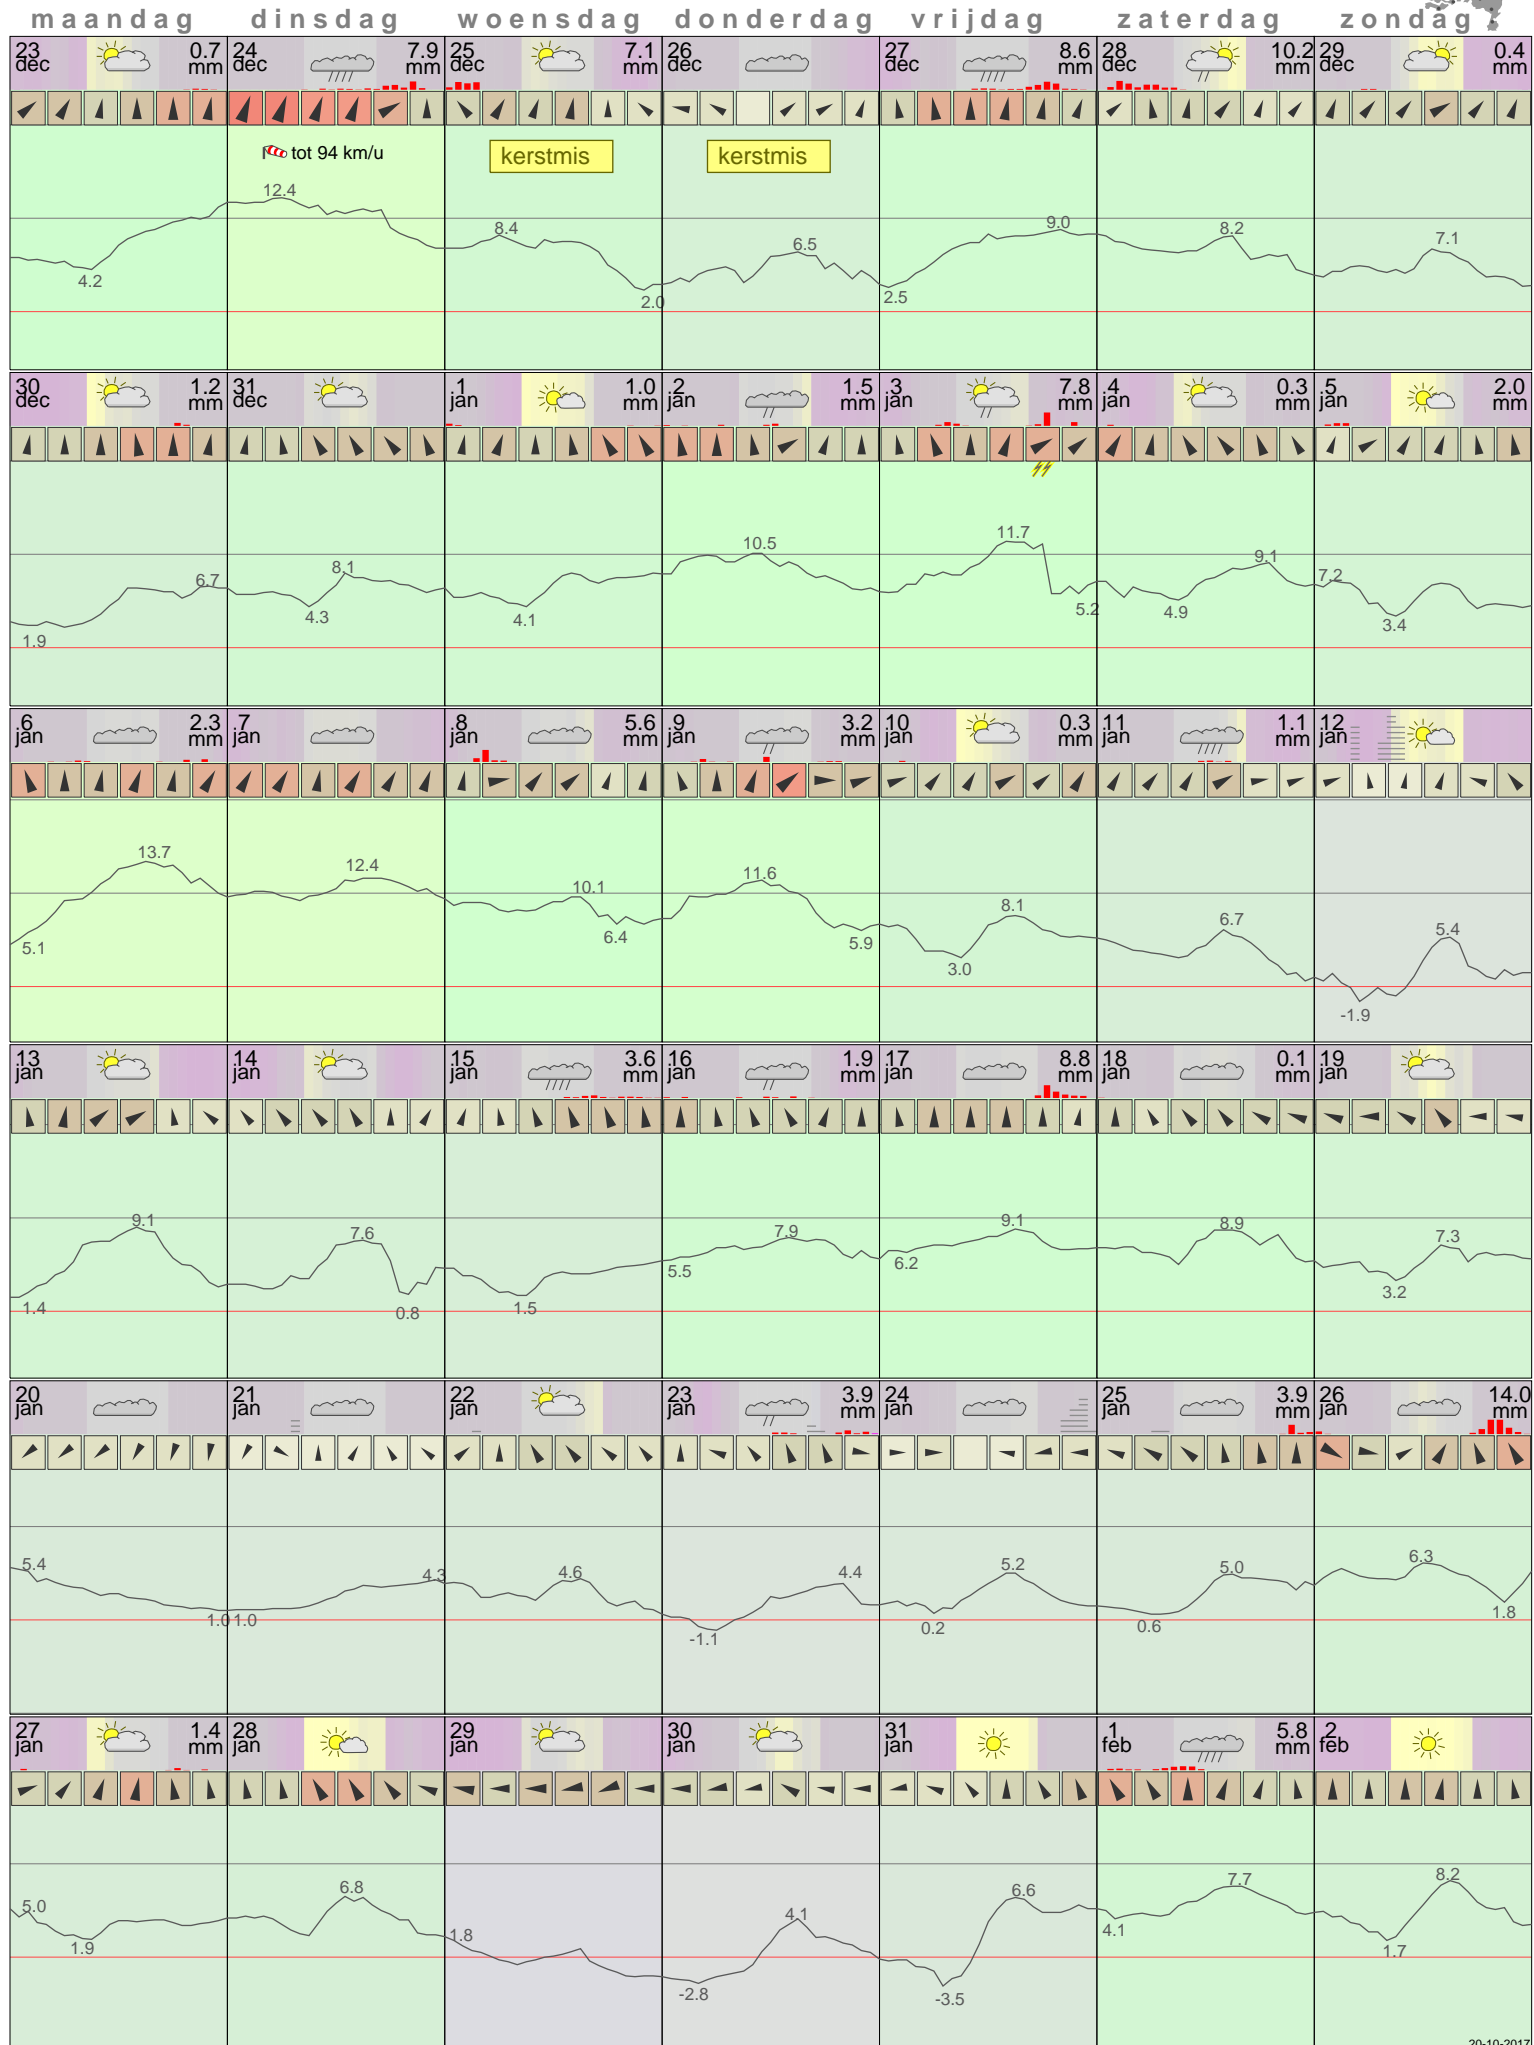 maandag dinsdag woensdag donderdag vrijdag zaterdag zondag
23 dec 0.7 mm 24 dec 7.9 mm 25 dec 7.1 mm 26 dec 27 dec 8.6 mm 28 dec 10.2 mm 29 dec 0.4 mm
tot 94 km/u kerstmis kerstmis
12.4 8.4 6.5 9.0 8.2 7.1
4.2 2.0 2.5
30 dec 1.2 mm 31 dec .1 jan 1.0 mm .2 jan 1.5 mm .3 jan 7.8 mm .4 jan 0.3 mm .5 jan 2.0 mm
6.7 8.1 10.5 11.7 9.1 7.2
1.9 4.3 4.1 5.2 4.9 3.4
.6 jan 2.3 mm .7 jan .8 jan 5.6 mm .9 jan 3.2 mm 10 jan 0.3 mm 11 jan 1.1 mm 12 jan
13.7 12.4 10.1 11.6 8.1 6.7 5.4
5.1 6.4 5.9 3.0 -1.9
13 jan 14 jan 15 jan 3.6 mm 16 jan 1.9 mm 17 jan 8.8 mm 18 jan 0.1 mm 19 jan
9.1 7.6 7.9 9.1 8.9 7.3
1.4 0.8 1.5 5.5 6.2 3.2
20 jan 21 jan 22 jan 23 jan 3.9 mm 24 jan 25 jan 3.9 mm 26 jan 14.0 mm
5.4 4.3 4.6 4.4 5.2 5.0 6.3
1.0 1.0 -1.1 0.2 0.6 1.8
27 jan 1.4 mm 28 jan 29 jan 30 jan 31 jan .1 feb 5.8 mm .2 feb
5.0 6.8 1.8 4.1 6.6 7.7 8.2
1.9 -2.8 -3.5 4.1 1.7
20-10-2017